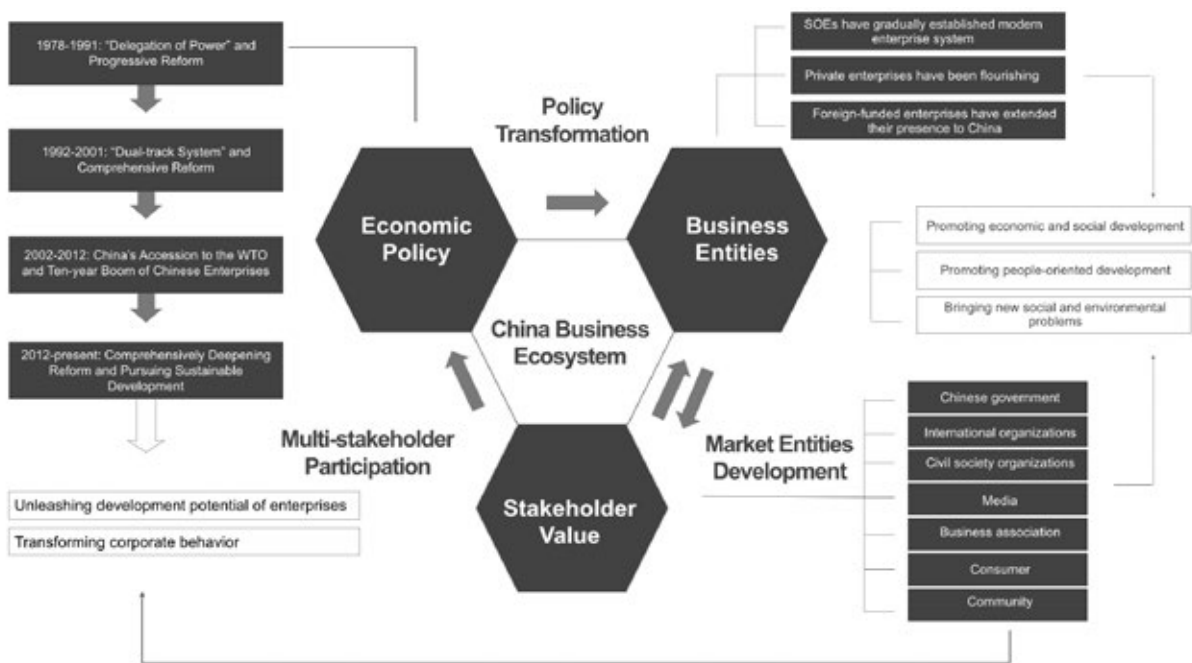 1978-1991: "Delegation of Power" and
Progressive Reform
1992-2001: "Dual-track System" and
Comprehensive Reform
2002-2012: China's Accession to the WTO
and Ten-year Boom of Chinese Enterprises
2012-present: Comprehensively Deepening
Reform and Pursuing Sustainable
Development
Unleashing development potential of enterprises
Transforming corporate behavior
Economic
Policy
Policy
Transformation
Business
Entities
China Business
Ecosystem
Multi-stakeholder
Participation
Stakeholder
Value
Market Entities
Development
SOEs have gradually established modern
enterprise system
Private enterprises have been flourishing
Foreign-funded enterprises have extended
their presence to China
Promoting economic and social development
Promoting people-oriented development
Bringing new social and environmental
problems
Chinese government
International organizations
Civil society organizations
Media
Business association
Consumer
Community